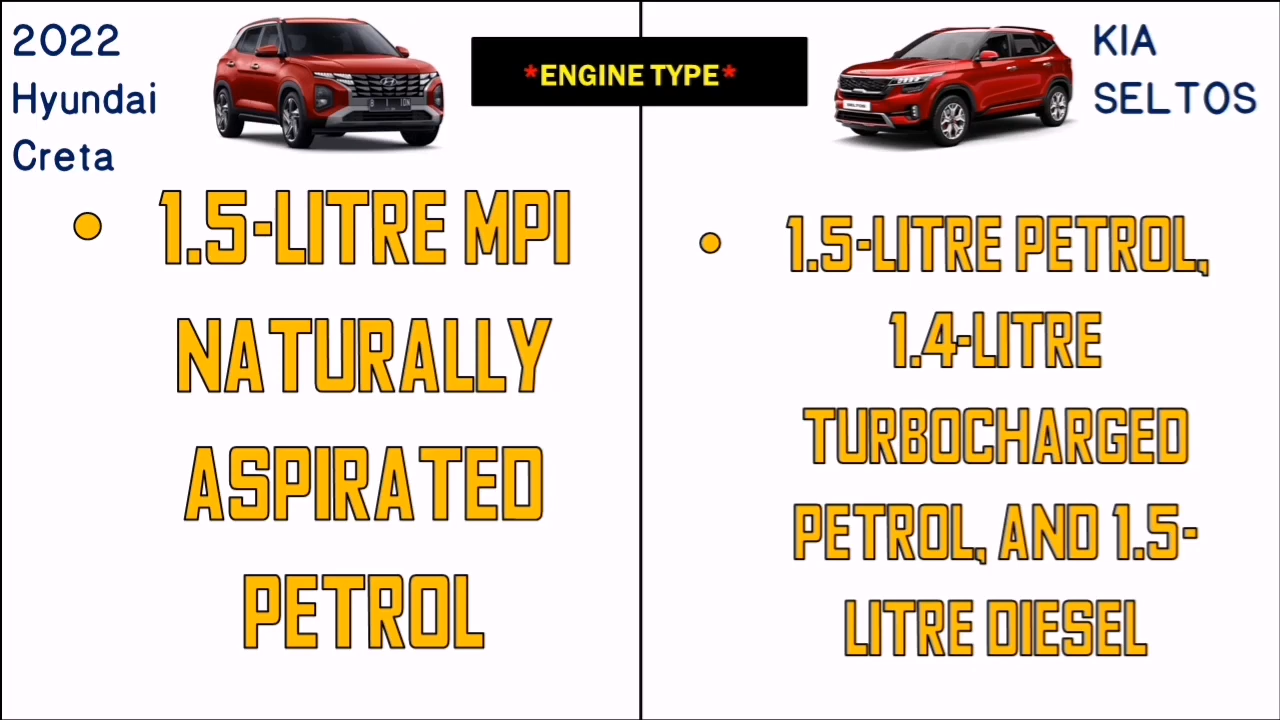 2022
Hyundai
Creta
*ENGINE TYPE*
KIA
SELTOS
• 1.5-LITRE MPI
NATURALLY
ASPIRATED
PETROL
• 1.5-LITRE PETROL,
1.4-LITRE
TURBOCHARGED
PETROL, AND 1.5-
LITRE DIESEL